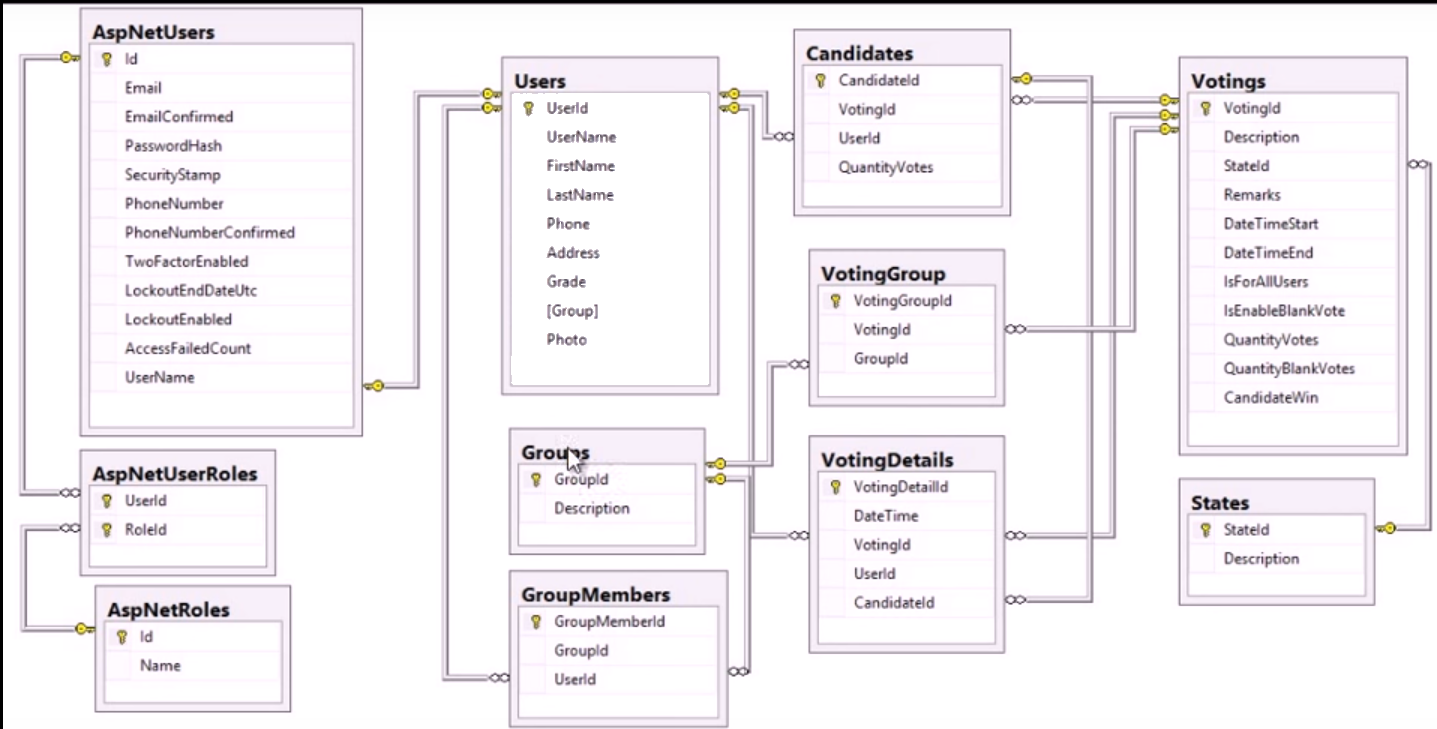 AspNetUsers
Id
Email
EmailConfirmed
PasswordHash
SecurityStamp
PhoneNumber
PhoneNumberConfirmed
TwoFactorEnabled
LockoutEndDateUtc
LockoutEnabled
AccessFailedCount
UserName
AspNetUserRoles
UserId
RoleId
AspNetRoles
Id
Name
Users
UserId
UserName
FirstName
LastName
Phone
Address
Grade
[Group]
Photo
Groups
GroupId
Description
GroupMembers
GroupMemberId
GroupId
UserId
Candidates
CandidateId
VotingId
UserId
QuantityVotes
VotingGroup
VotingGroupId
VotingId
GroupId
VotingDetails
VotingDetailId
DateTime
VotingId
UserId
CandidateId
Votings
VotingId
Description
StateId
Remarks
DateTimeStart
DateTimeEnd
IsForAllUsers
IsEnableBlankVote
QuantityVotes
QuantityBlankVotes
CandidateWin
States
StateId
Description